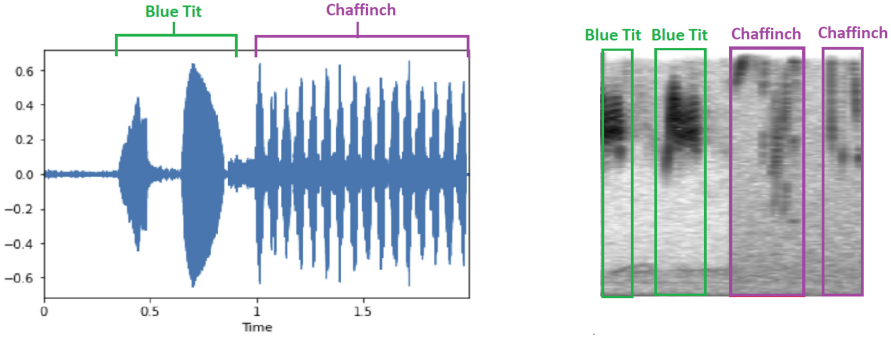 Blue Tit
Chaffinch
0.6
0.4
0.2
0.0
−0.2
−0.4
−0.6
0
0.5
1
1.5
Time
Blue Tit
Blue Tit
Chaffinch
Chaffinch